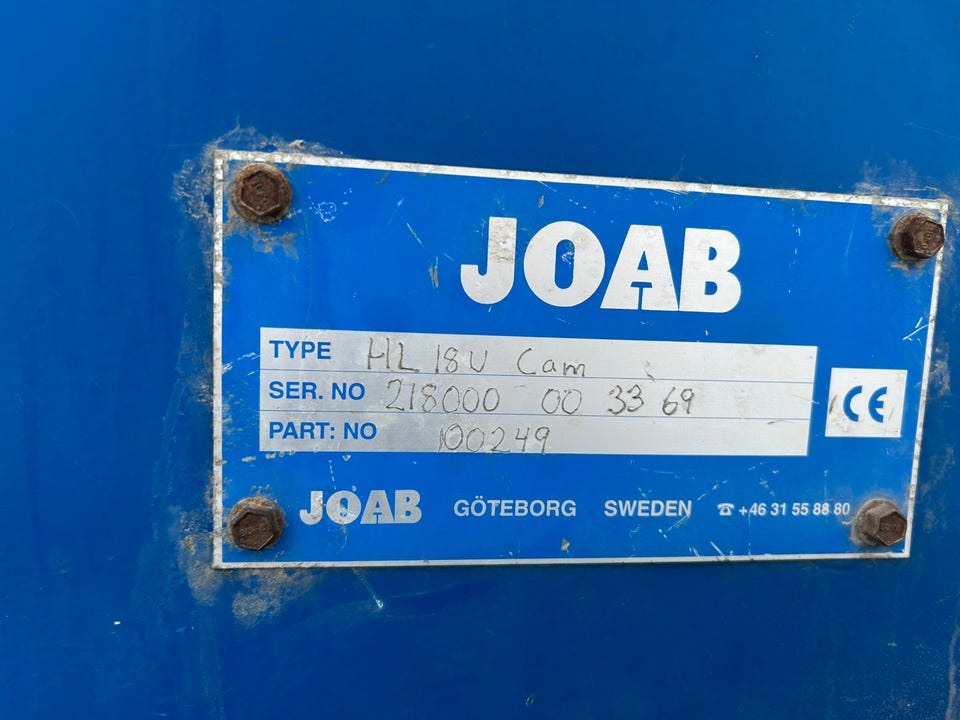 JOAB
TYPE HL 18U Cam
SER. NO 218000 00 33 69
PART: NO 100249
CE
JOAB GÖTEBORG SWEDEN ☎ +46 31 55 88 80